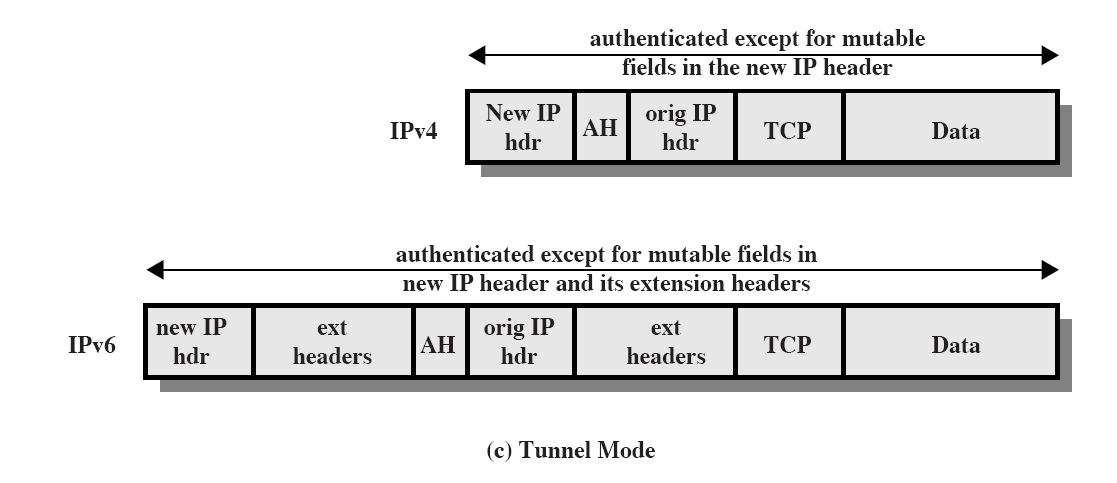 authenticated except for mutable
fields in the new IP header
IPv4
New IP
hdr
AH
orig IP
hdr
TCP
Data
authenticated except for mutable fields in
new IP header and its extension headers
IPv6
new IP
hdr
ext
headers
AH
orig IP
hdr
ext
headers
TCP
Data
(c) Tunnel Mode